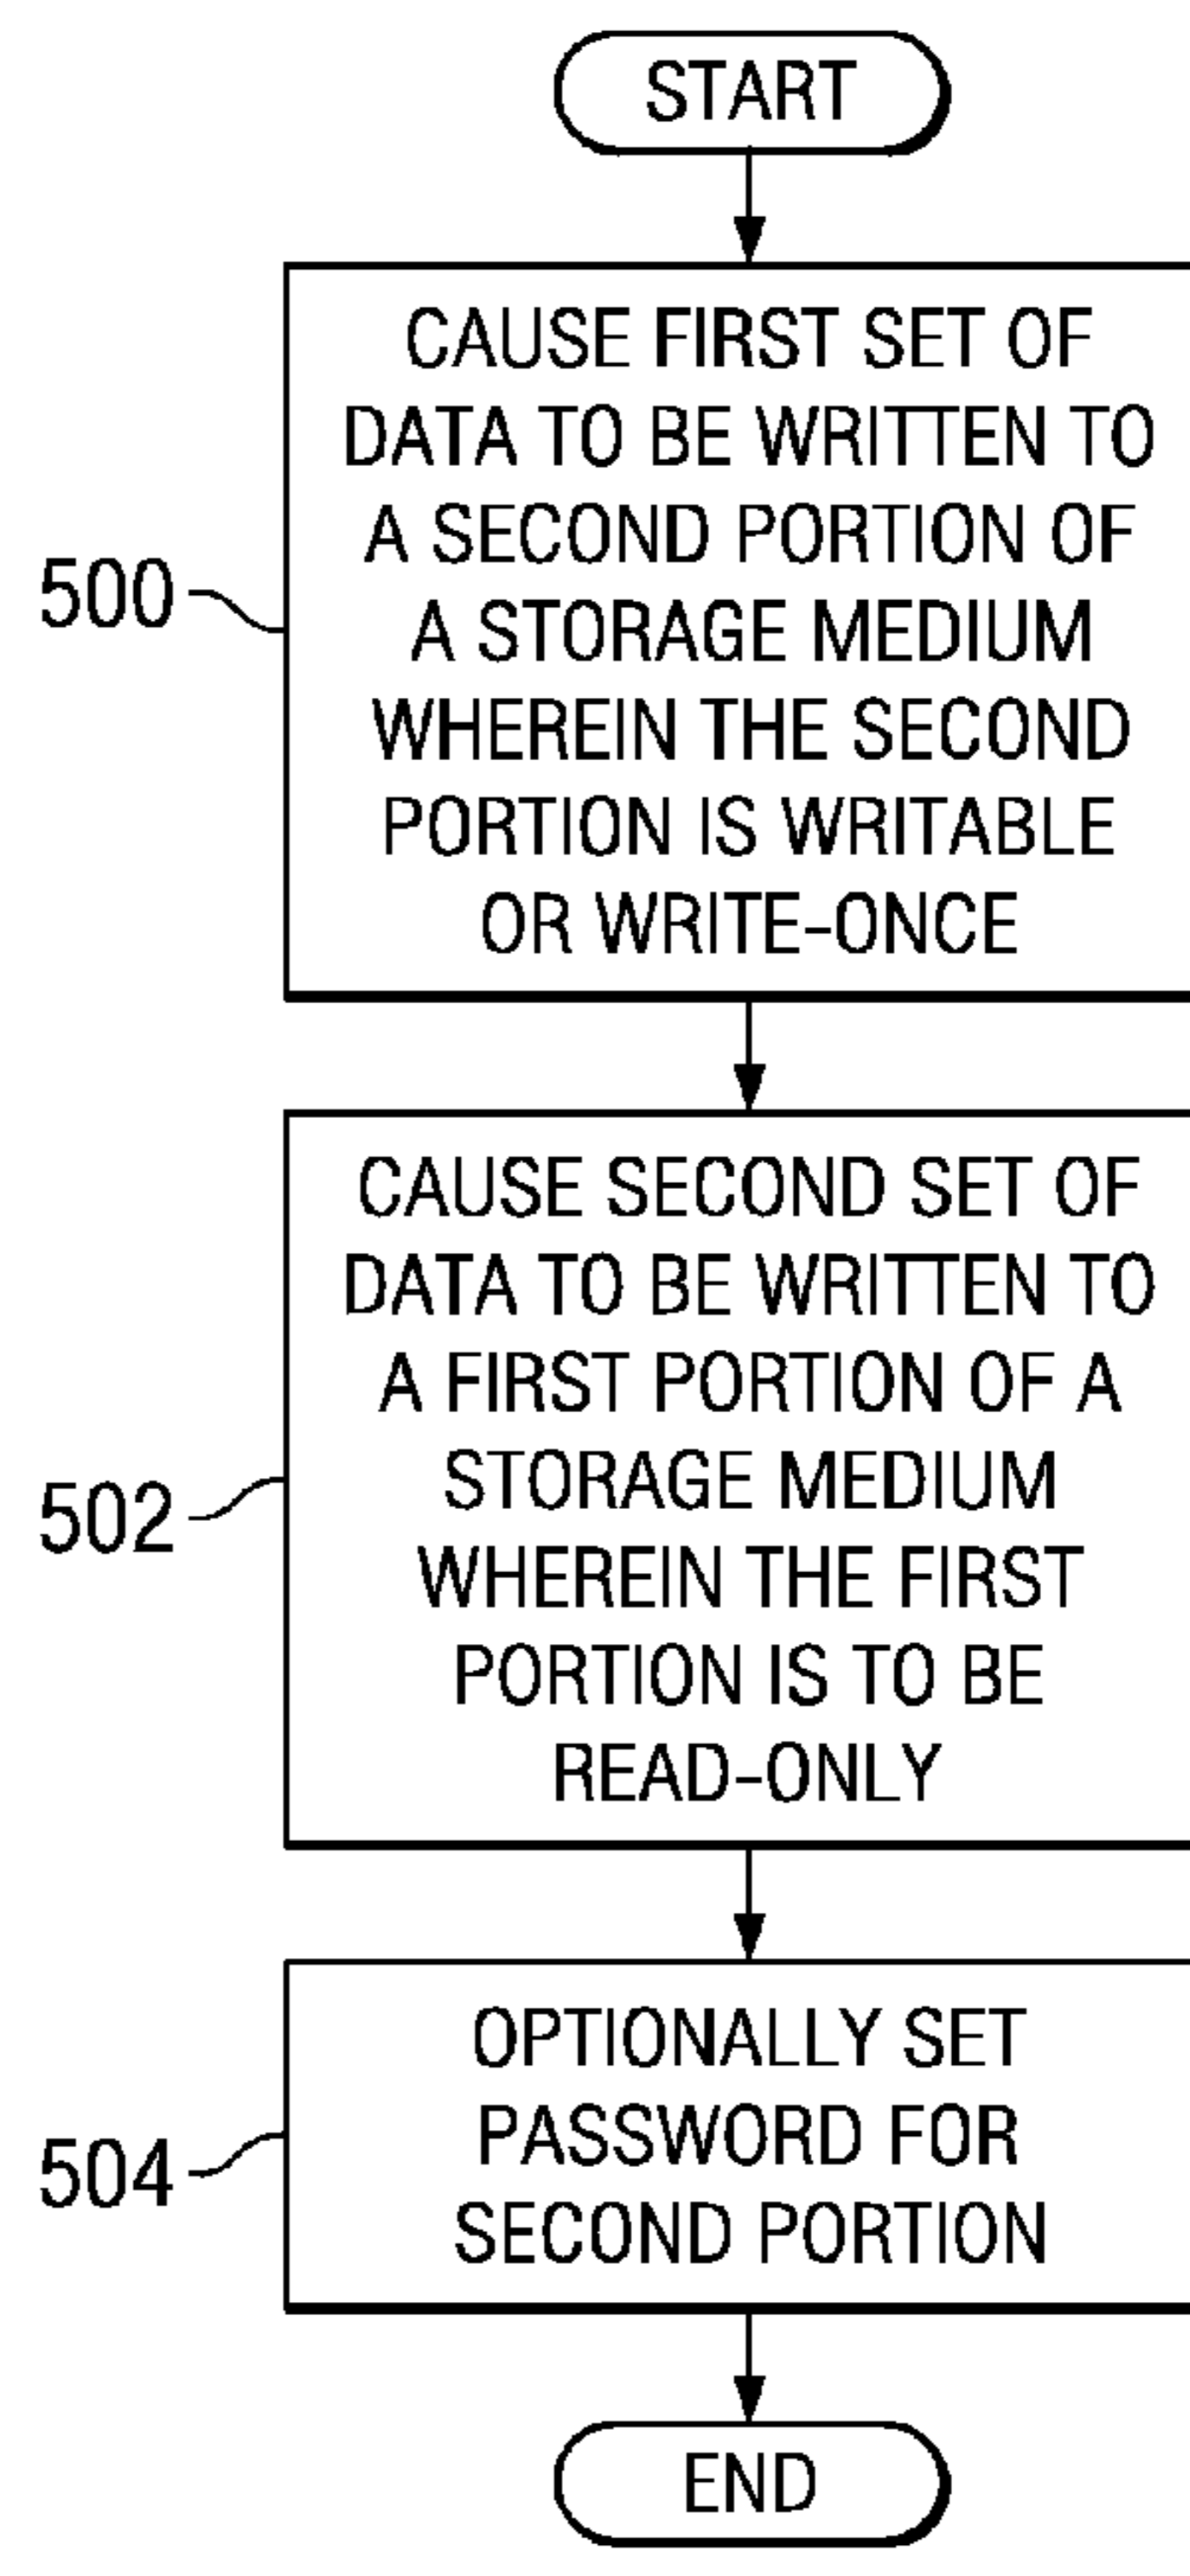 START
CAUSE FIRST SET OF
DATA TO BE WRITTEN TO
A SECOND PORTION OF
A STORAGE MEDIUM
WHEREIN THE SECOND
PORTION IS WRITABLE
OR WRITE-ONCE
500
CAUSE SECOND SET OF
DATA TO BE WRITTEN TO
A FIRST PORTION OF A
STORAGE MEDIUM
WHEREIN THE FIRST
PORTION IS TO BE
READ-ONLY
502
OPTIONALLY SET
PASSWORD FOR
SECOND PORTION
504
END